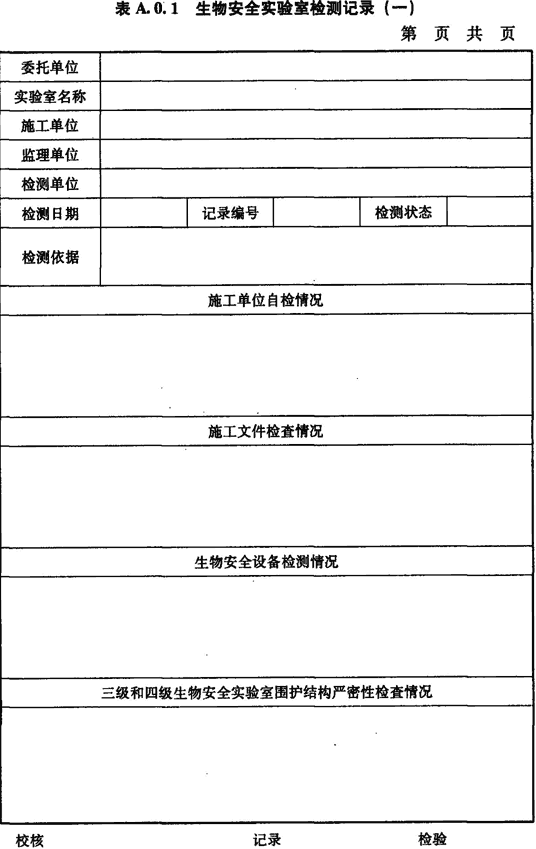 表 A.0.1 生物安全实验室检测记录（一）
第 页 共 页
委托单位
实验室名称
施工单位
监理单位
检测单位
检测日期 记录编号 检测状态
检测依据
施工单位自检情况
施工文件检查情况
生物安全设备检测情况
三级和四级生物安全实验室围护结构严密性检查情况
校核 记录 检验